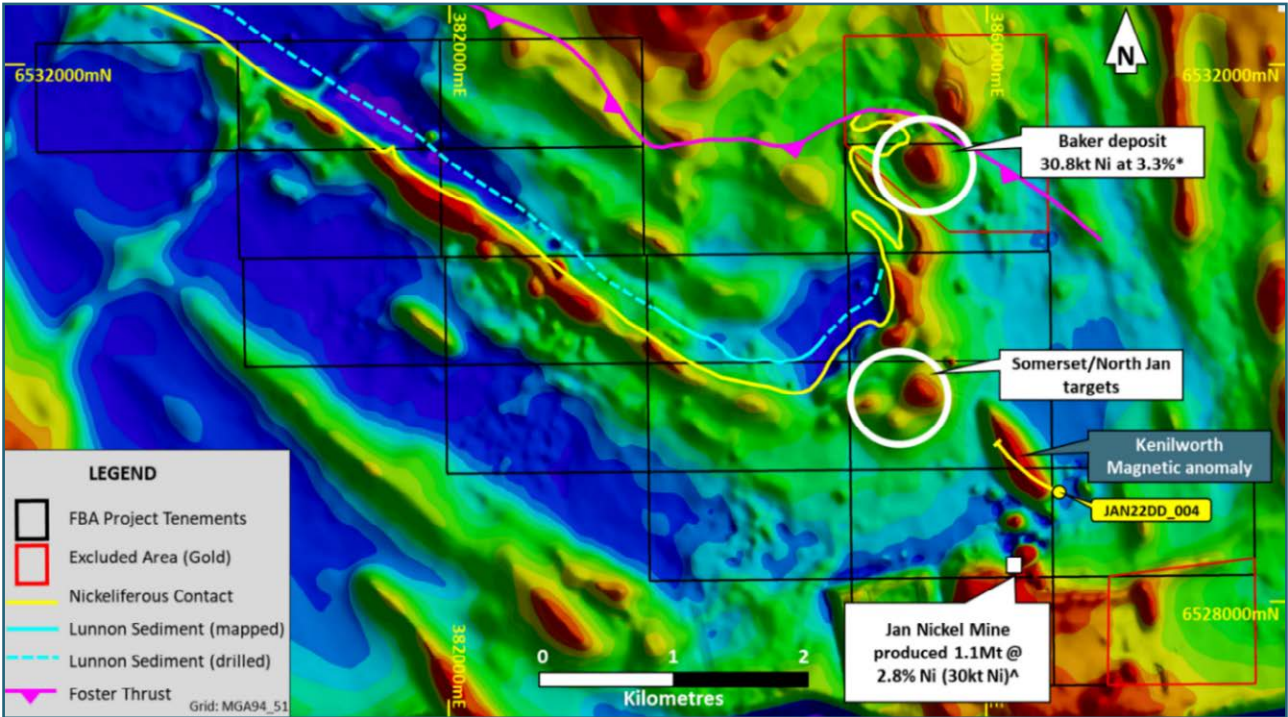 382000mE
386000mE
N
6532000mN
6532000mN
Baker deposit
30.8kt Ni at 3.3%*
Somerset/North Jan
targets
Kenilworth
Magnetic anomaly
JAN22DD_004
LEGEND
FBA Project Tenements
Excluded Area (Gold)
Nickeliferous Contact
Lunnon Sediment (mapped)
Lunnon Sediment (drilled)
Foster Thrust
Grid: MGA94_51
382000mE
0 1 2
Kilometres
Jan Nickel Mine
produced 1.1Mt @
2.8% Ni (30kt Ni)^
6528000mN